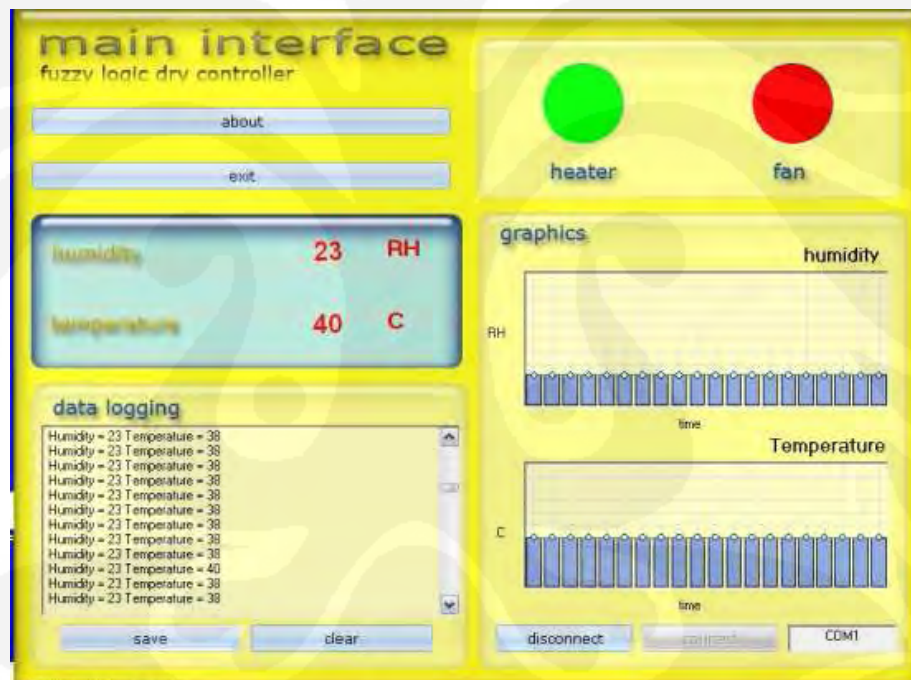 main interface
fuzzy logic dry controller
about
exit
humidity 23 RH
temperature 40 C
data logging
Humidity = 23 Temperature = 38
Humidity = 23 Temperature = 38
Humidity = 23 Temperature = 38
Humidity = 23 Temperature = 38
Humidity = 23 Temperature = 38
Humidity = 23 Temperature = 38
Humidity = 23 Temperature = 38
Humidity = 23 Temperature = 38
Humidity = 23 Temperature = 38
Humidity = 23 Temperature = 40
Humidity = 23 Temperature = 38
Humidity = 23 Temperature = 38
save
clear
heater
fan
graphics
humidity
RH
time
Temperature
C
time
disconnect
connect
COM1